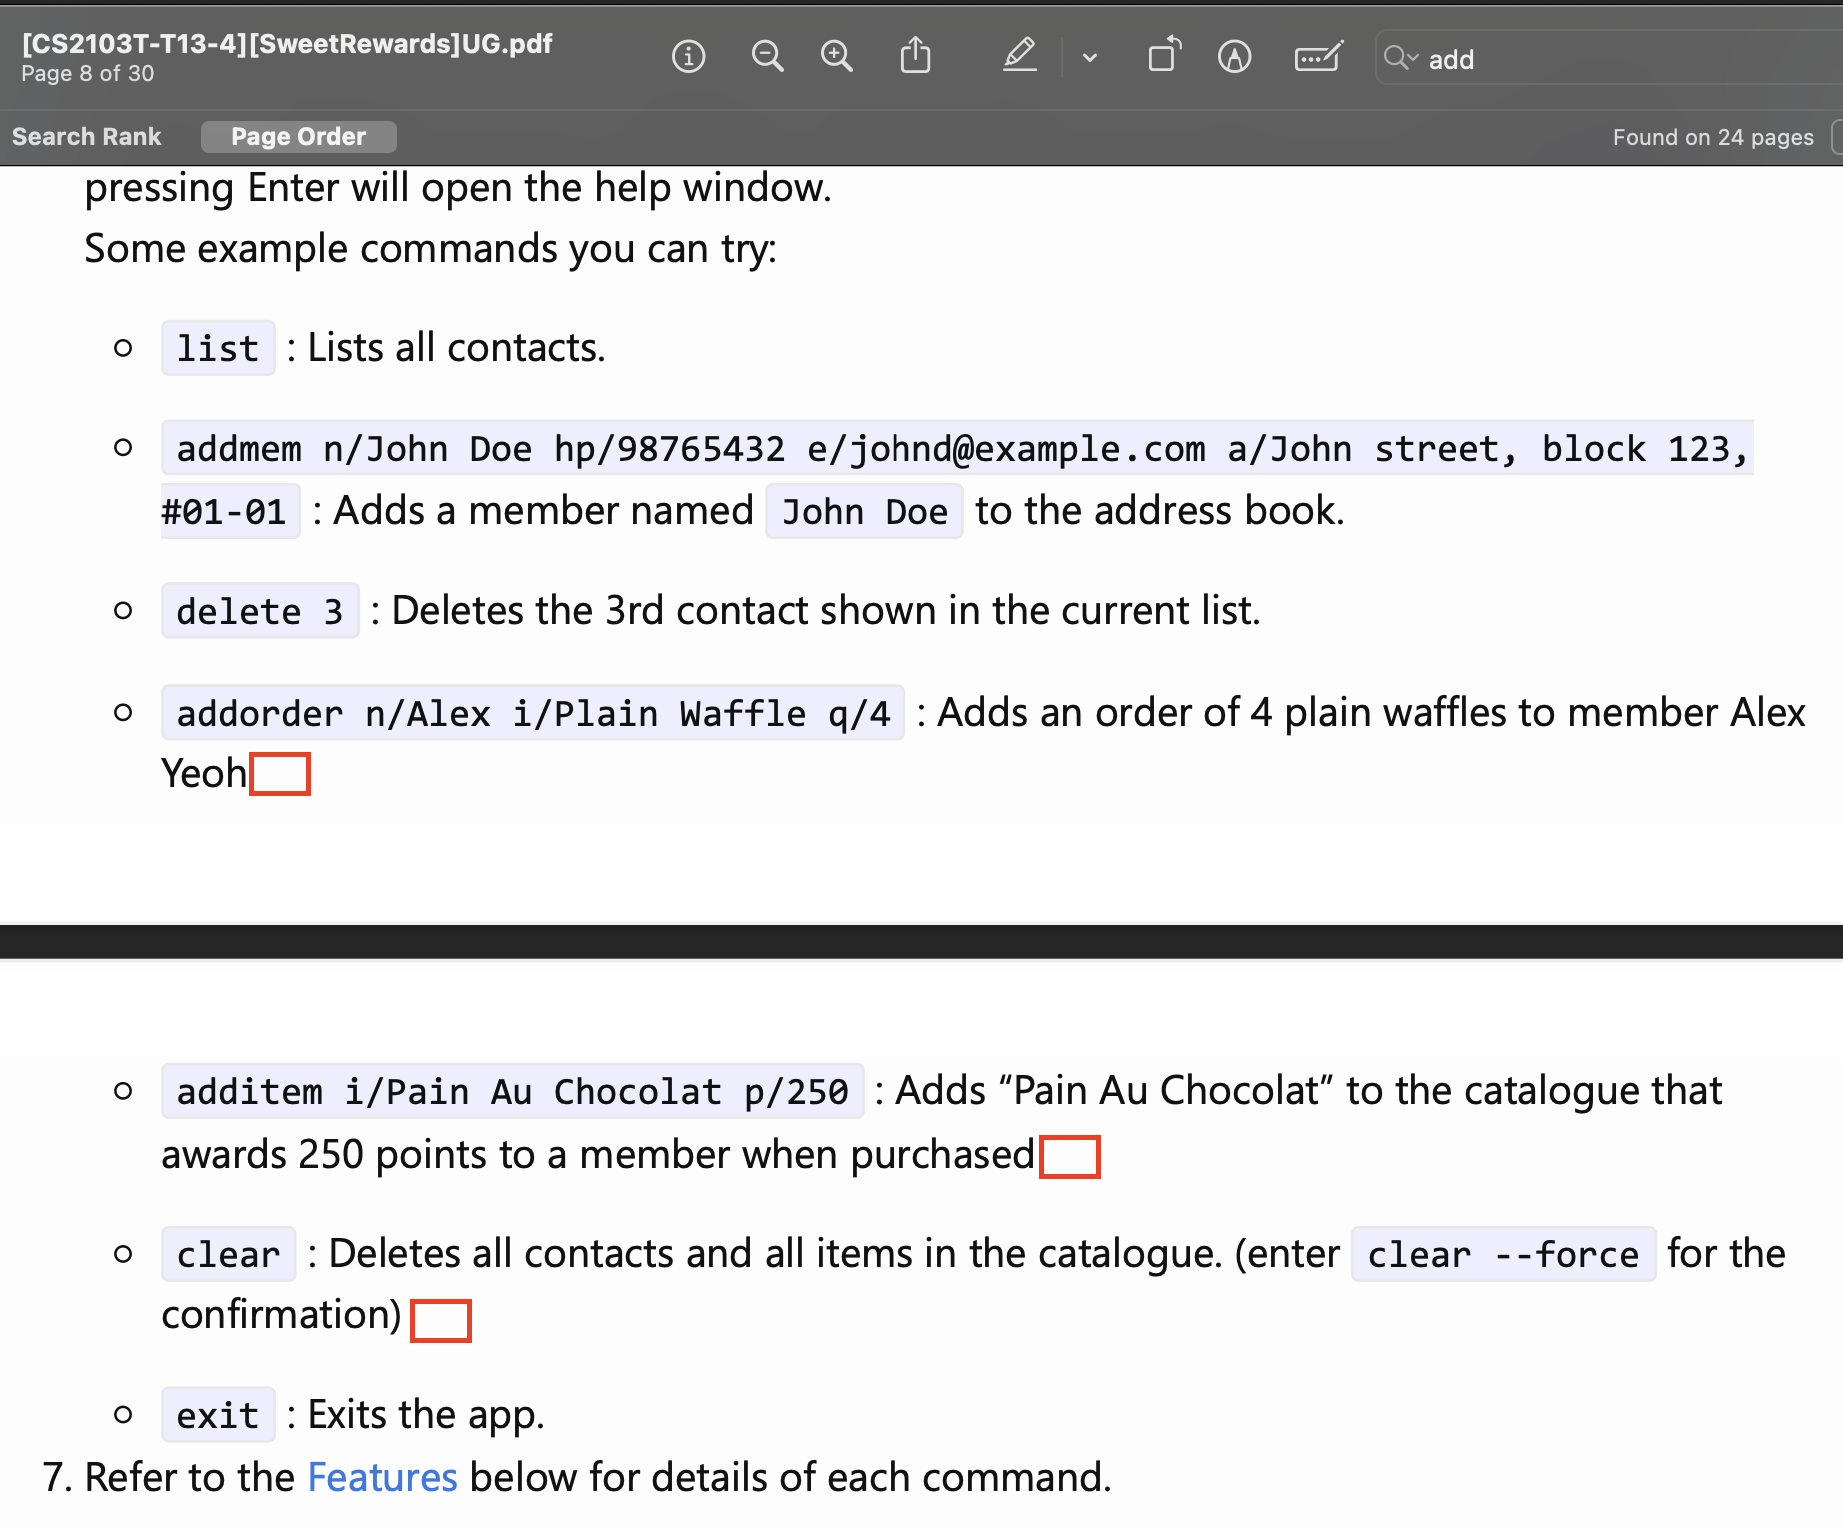 [CS2103T-T13-4][SweetRewards]UG.pdf
Page 8 of 30
add
Search Rank
Page Order
Found on 24 pages
pressing Enter will open the help window.
Some example commands you can try:
list : Lists all contacts.
addmem n/John Doe hp/98765432 e/johnd@example.com a/John street, block 123,
#01-01 : Adds a member named John Doe to the address book.
delete 3 : Deletes the 3rd contact shown in the current list.
addorder n/Alex i/Plain Waffle q/4 : Adds an order of 4 plain waffles to member Alex
Yeoh
additem i/Pain Au Chocolat p/250 : Adds “Pain Au Chocolat” to the catalogue that
awards 250 points to a member when purchased
clear : Deletes all contacts and all items in the catalogue. (enter clear --force for the
confirmation)
exit : Exits the app.
7. Refer to the Features below for details of each command.